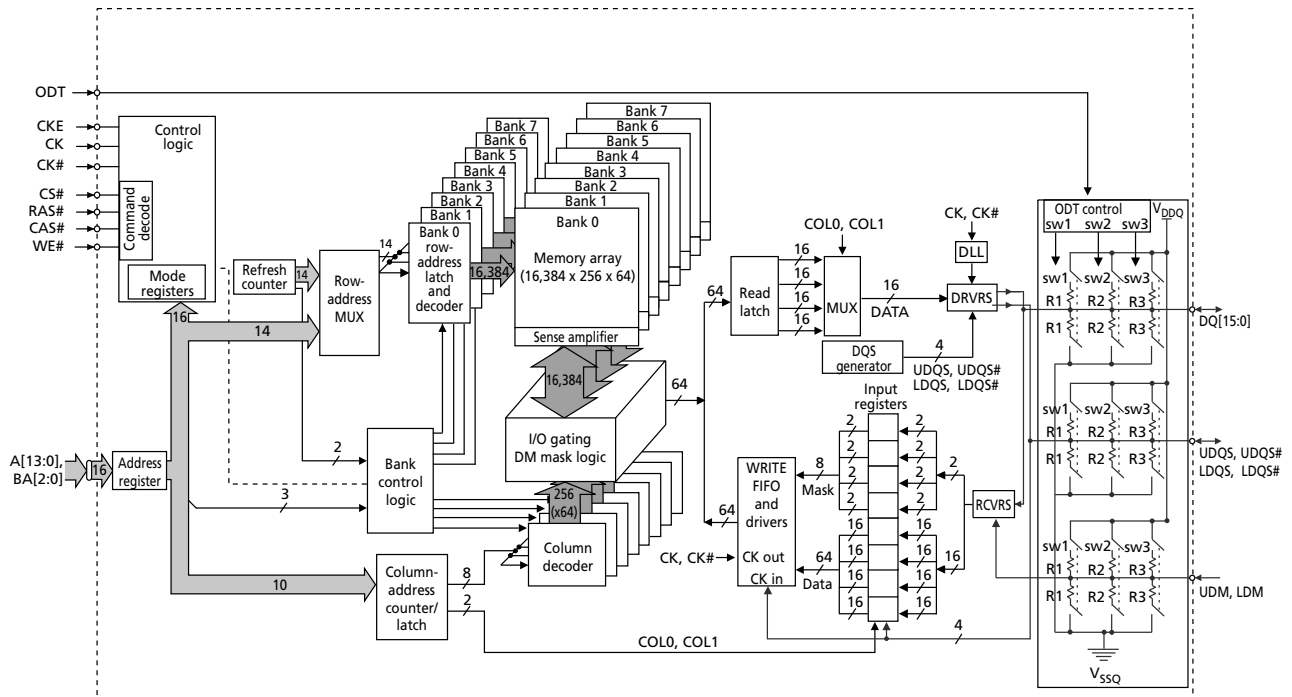 ODT
CKE
CK
CK#
CS#
RAS#
CAS#
WE#
Control
logic
Command
decode
Mode
registers
16
Refresh
counter
14
14
Row-
address
MUX
14
Bank 7
Bank 6
Bank 5
Bank 4
Bank 3
Bank 2
Bank 1
Bank 0
row-
address
latch
and
decoder
16,384
Bank 7
Bank 6
Bank 5
Bank 4
Bank 3
Bank 2
Bank 1
Bank 0
Memory array
(16,384 x 256 x 64)
Sense amplifier
16,384
I/O gating
DM mask logic
256
(x64)
Column
decoder
A[13:0],
BA[2:0]
16
Address
register
2
3
Bank
control
logic
10
Column-
address
counter/
latch
8
2
COL0, COL1
64
64
Read
latch
16
16
16
16
COL0, COL1
MUX
16
DATA
CK, CK#
DLL
DRVRS
DQS
generator
4
UDQS, UDQS#
LDQS, LDQS#
Input
registers
2
2
2
2
2
2
2
2
2
8
Mask
16
16
16
16
16
16
16
16
16
64
Data
64
WRITE
FIFO
and
drivers
CK out
CK in
CK, CK#
RCVRS
4
ODT control
sw1 sw2 sw3
VDDQ
sw1 sw2 sw3
R1 R2 R3
R1 R2 R3
DQ[15:0]
sw1 sw2 sw3
R1 R2 R3
R1 R2 R3
UDQS, UDQS#
LDQS, LDQS#
sw1 sw2 sw3
R1 R2 R3
R1 R2 R3
UDM, LDM
VSSQ